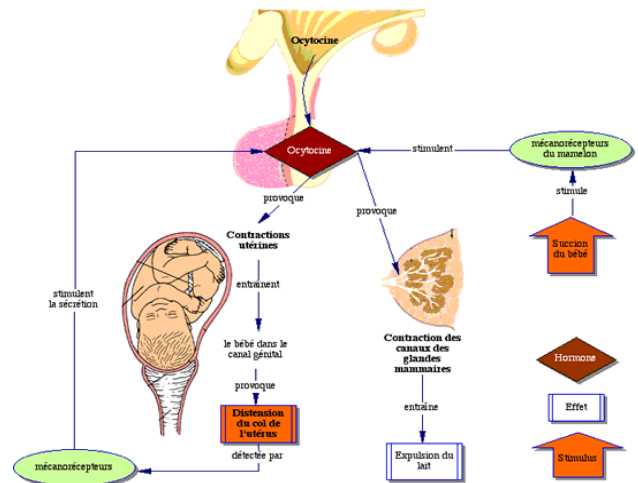 Ocytocine
Ocytocine
stimulent
mécanorécepteurs
du mamelon
stimule
Succion
du bébé
provoque
provoque
Contractions
utérines
entraînent
le bébé dans le
canal génital
provoque
Distension
du col de
l'utérus
détectée par
mécanorécepteurs
stimulent
la sécrétion
Contraction des
canaux des
glandes
mammaires
entraîne
Expulsion du
lait
Hormone
Effet
Stimulus